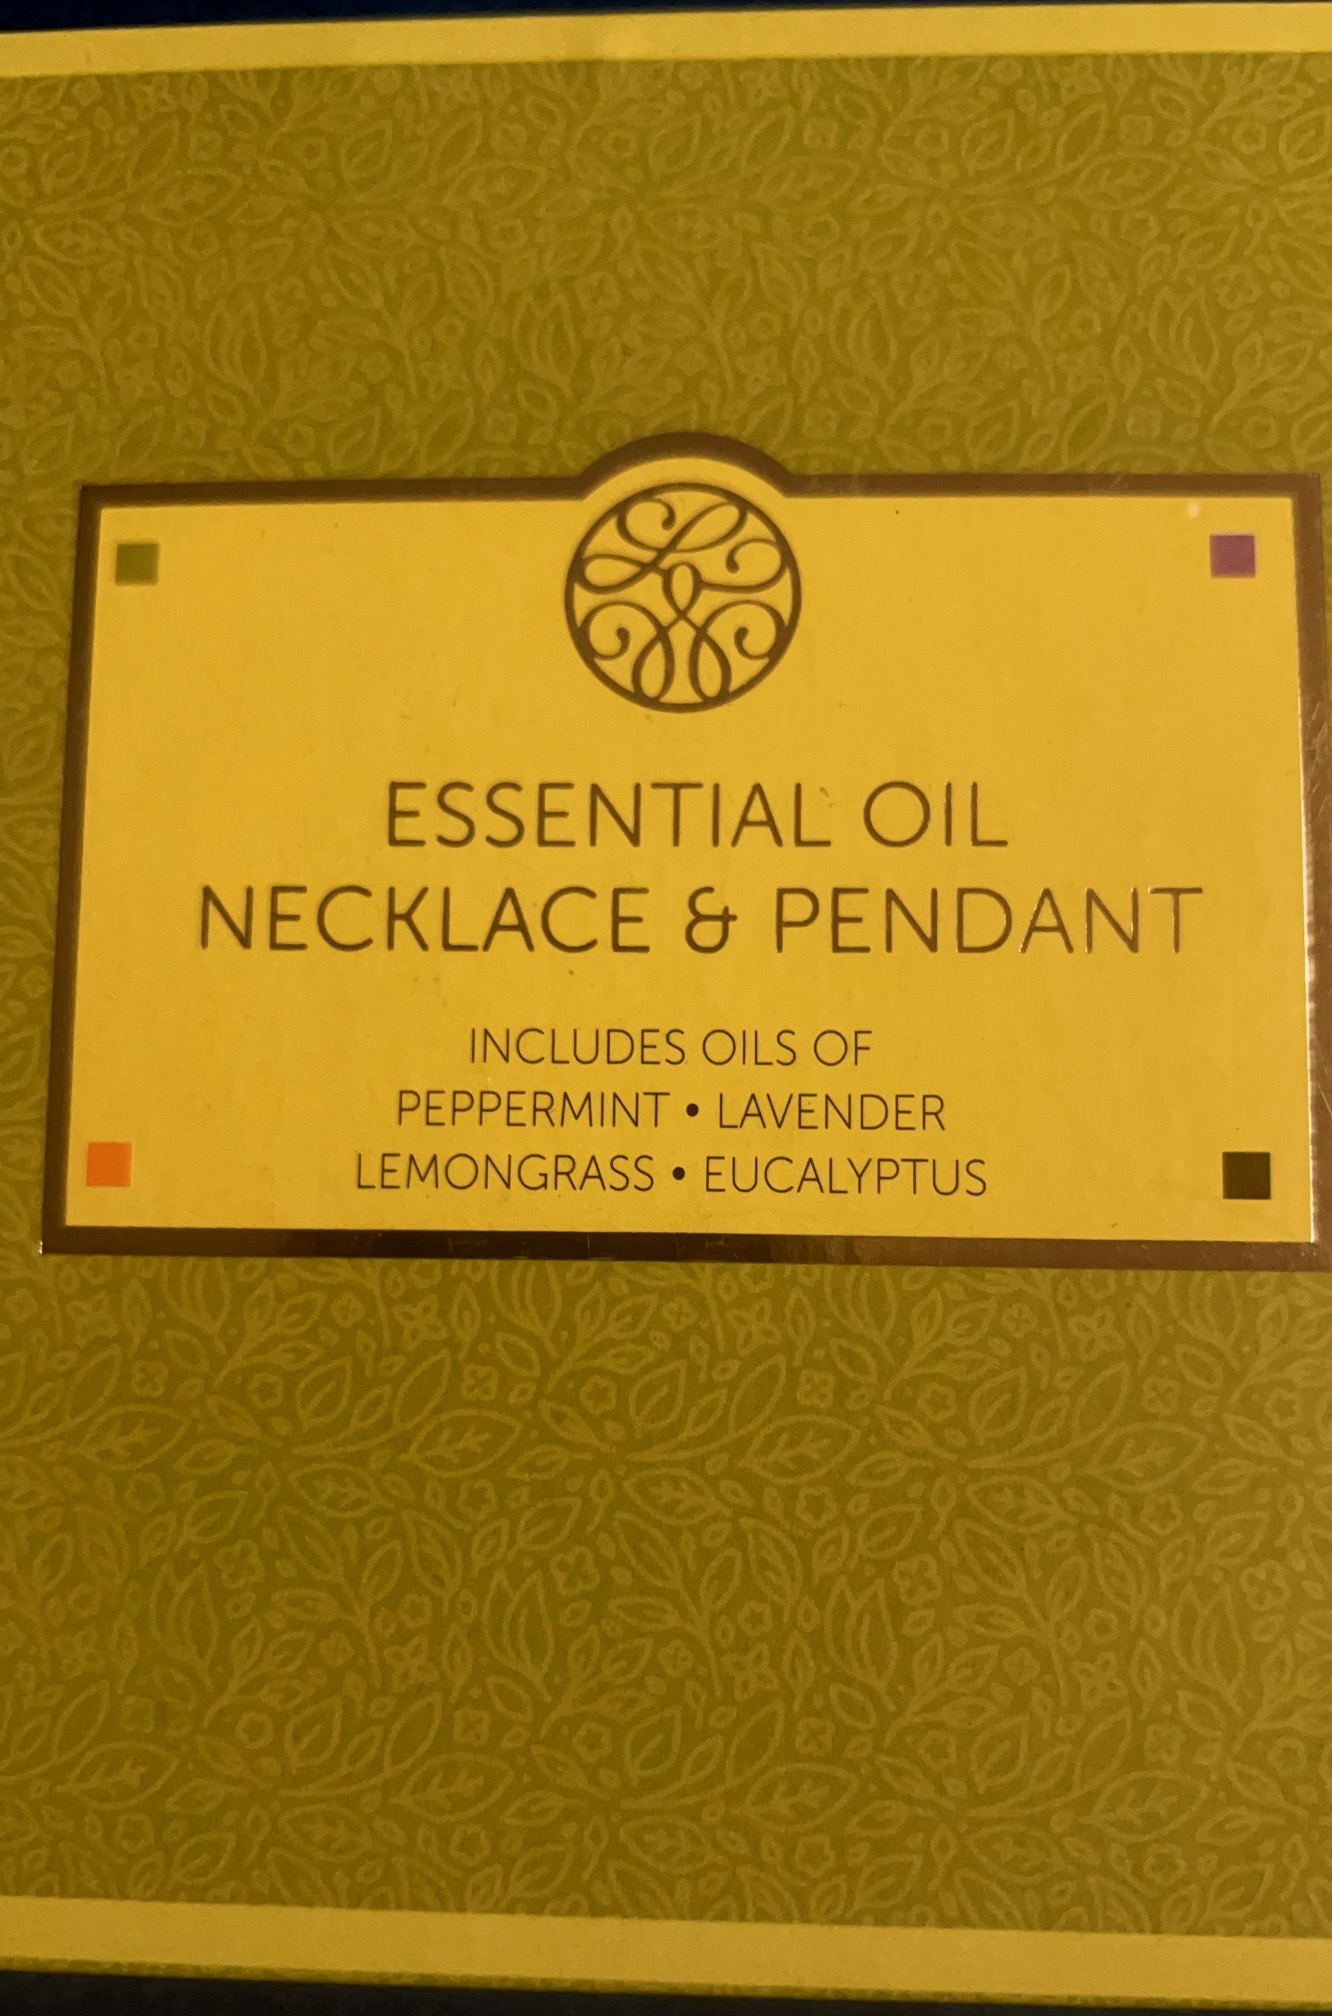 ESSENTIAL OIL
NECKLACE & PENDANT
INCLUDES OILS OF
PEPPERMINT • LAVENDER
LEMONGRASS • EUCALYPTUS